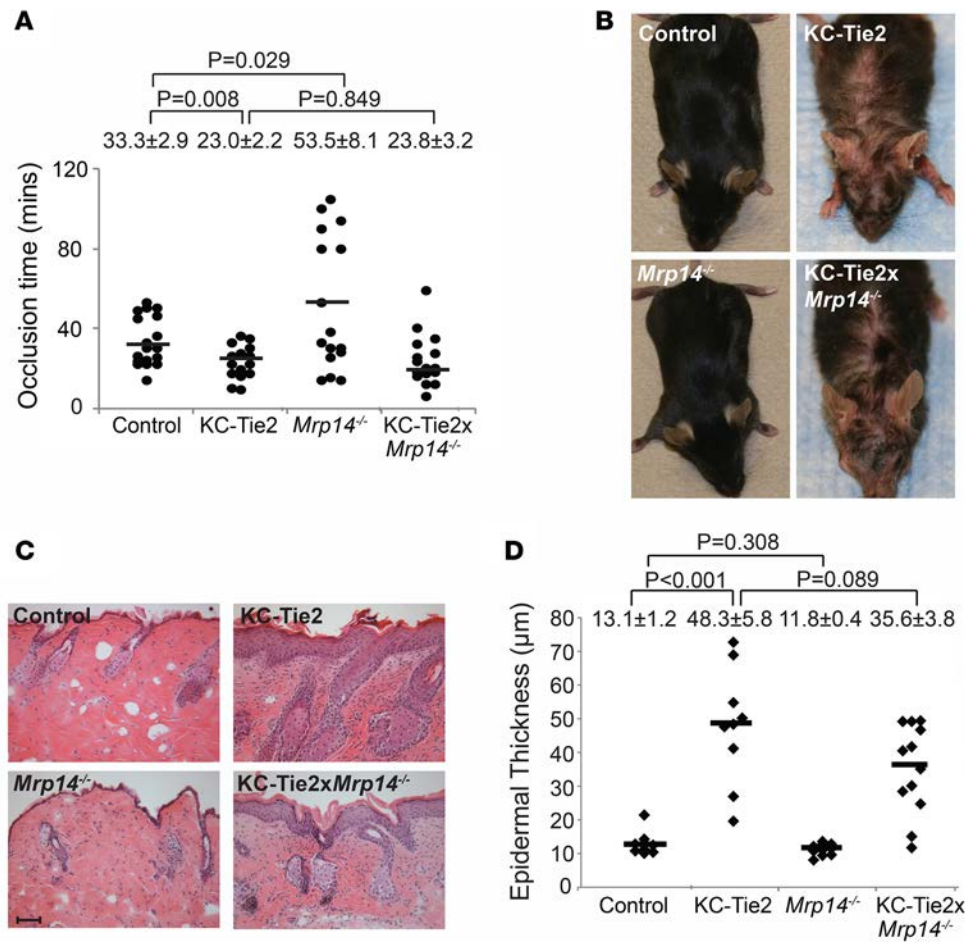 A
P=0.029
P=0.008
P=0.849
33.3±2.9 23.0±2.2 53.5±8.1 23.8±3.2
Occlusion time (mins)
120
80
40
0
Control KC-Tie2 Mrp14-/- KC-Tie2x
Mrp14-/-
B
Control
KC-Tie2
Mrp14-/-
KC-Tie2x
Mrp14-/-
C
Control
KC-Tie2
Mrp14-/-
KC-Tie2xMrp14-/-
D
P=0.308
P<0.001
P=0.089
13.1±1.2 48.3±5.8 11.8±0.4 35.6±3.8
Epidermal Thickness (µm)
80
70
60
50
40
30
20
10
0
Control KC-Tie2 Mrp14-/- KC-Tie2x
Mrp14-/-